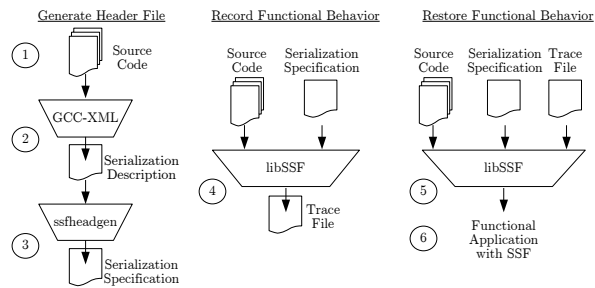 Generate Header File
1
Source
Code
GCC-XML
2
Serialization
Description
ssfheadgen
3
Serialization
Specification
Record Functional Behavior
Source
Code
Serialization
Specification
libSSF
4
Trace
File
Restore Functional Behavior
Source
Code
Serialization
Specification
Trace
File
libSSF
5
6
Functional
Application
with SSF